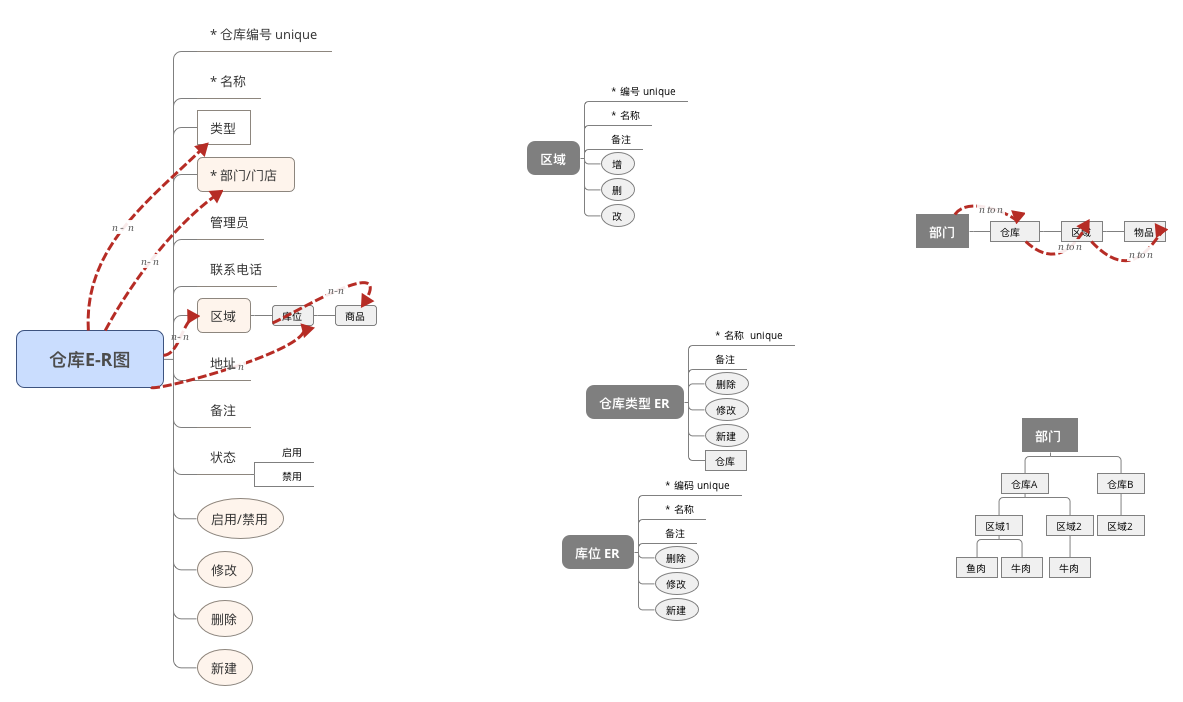 * 仓库编号 unique
* 名称
类型
* 部门/门店
n - n
管理员
n- n
联系电话
区域
库位
商品
n-n
n- n
仓库E-R图
地址
n
备注
状态
启用
禁用
启用/禁用
修改
删除
新建
区域
* 编号 unique
* 名称
备注
增
删
改
仓库类型 ER
* 名称 unique
备注
删除
修改
新建
仓库
库位 ER
* 编码 unique
* 名称
备注
删除
修改
新建
部门
仓库
区域
物品
n to n
n to n
n to n
部门
仓库A
仓库B
区域1
区域2
区域2
鱼肉
牛肉
牛肉